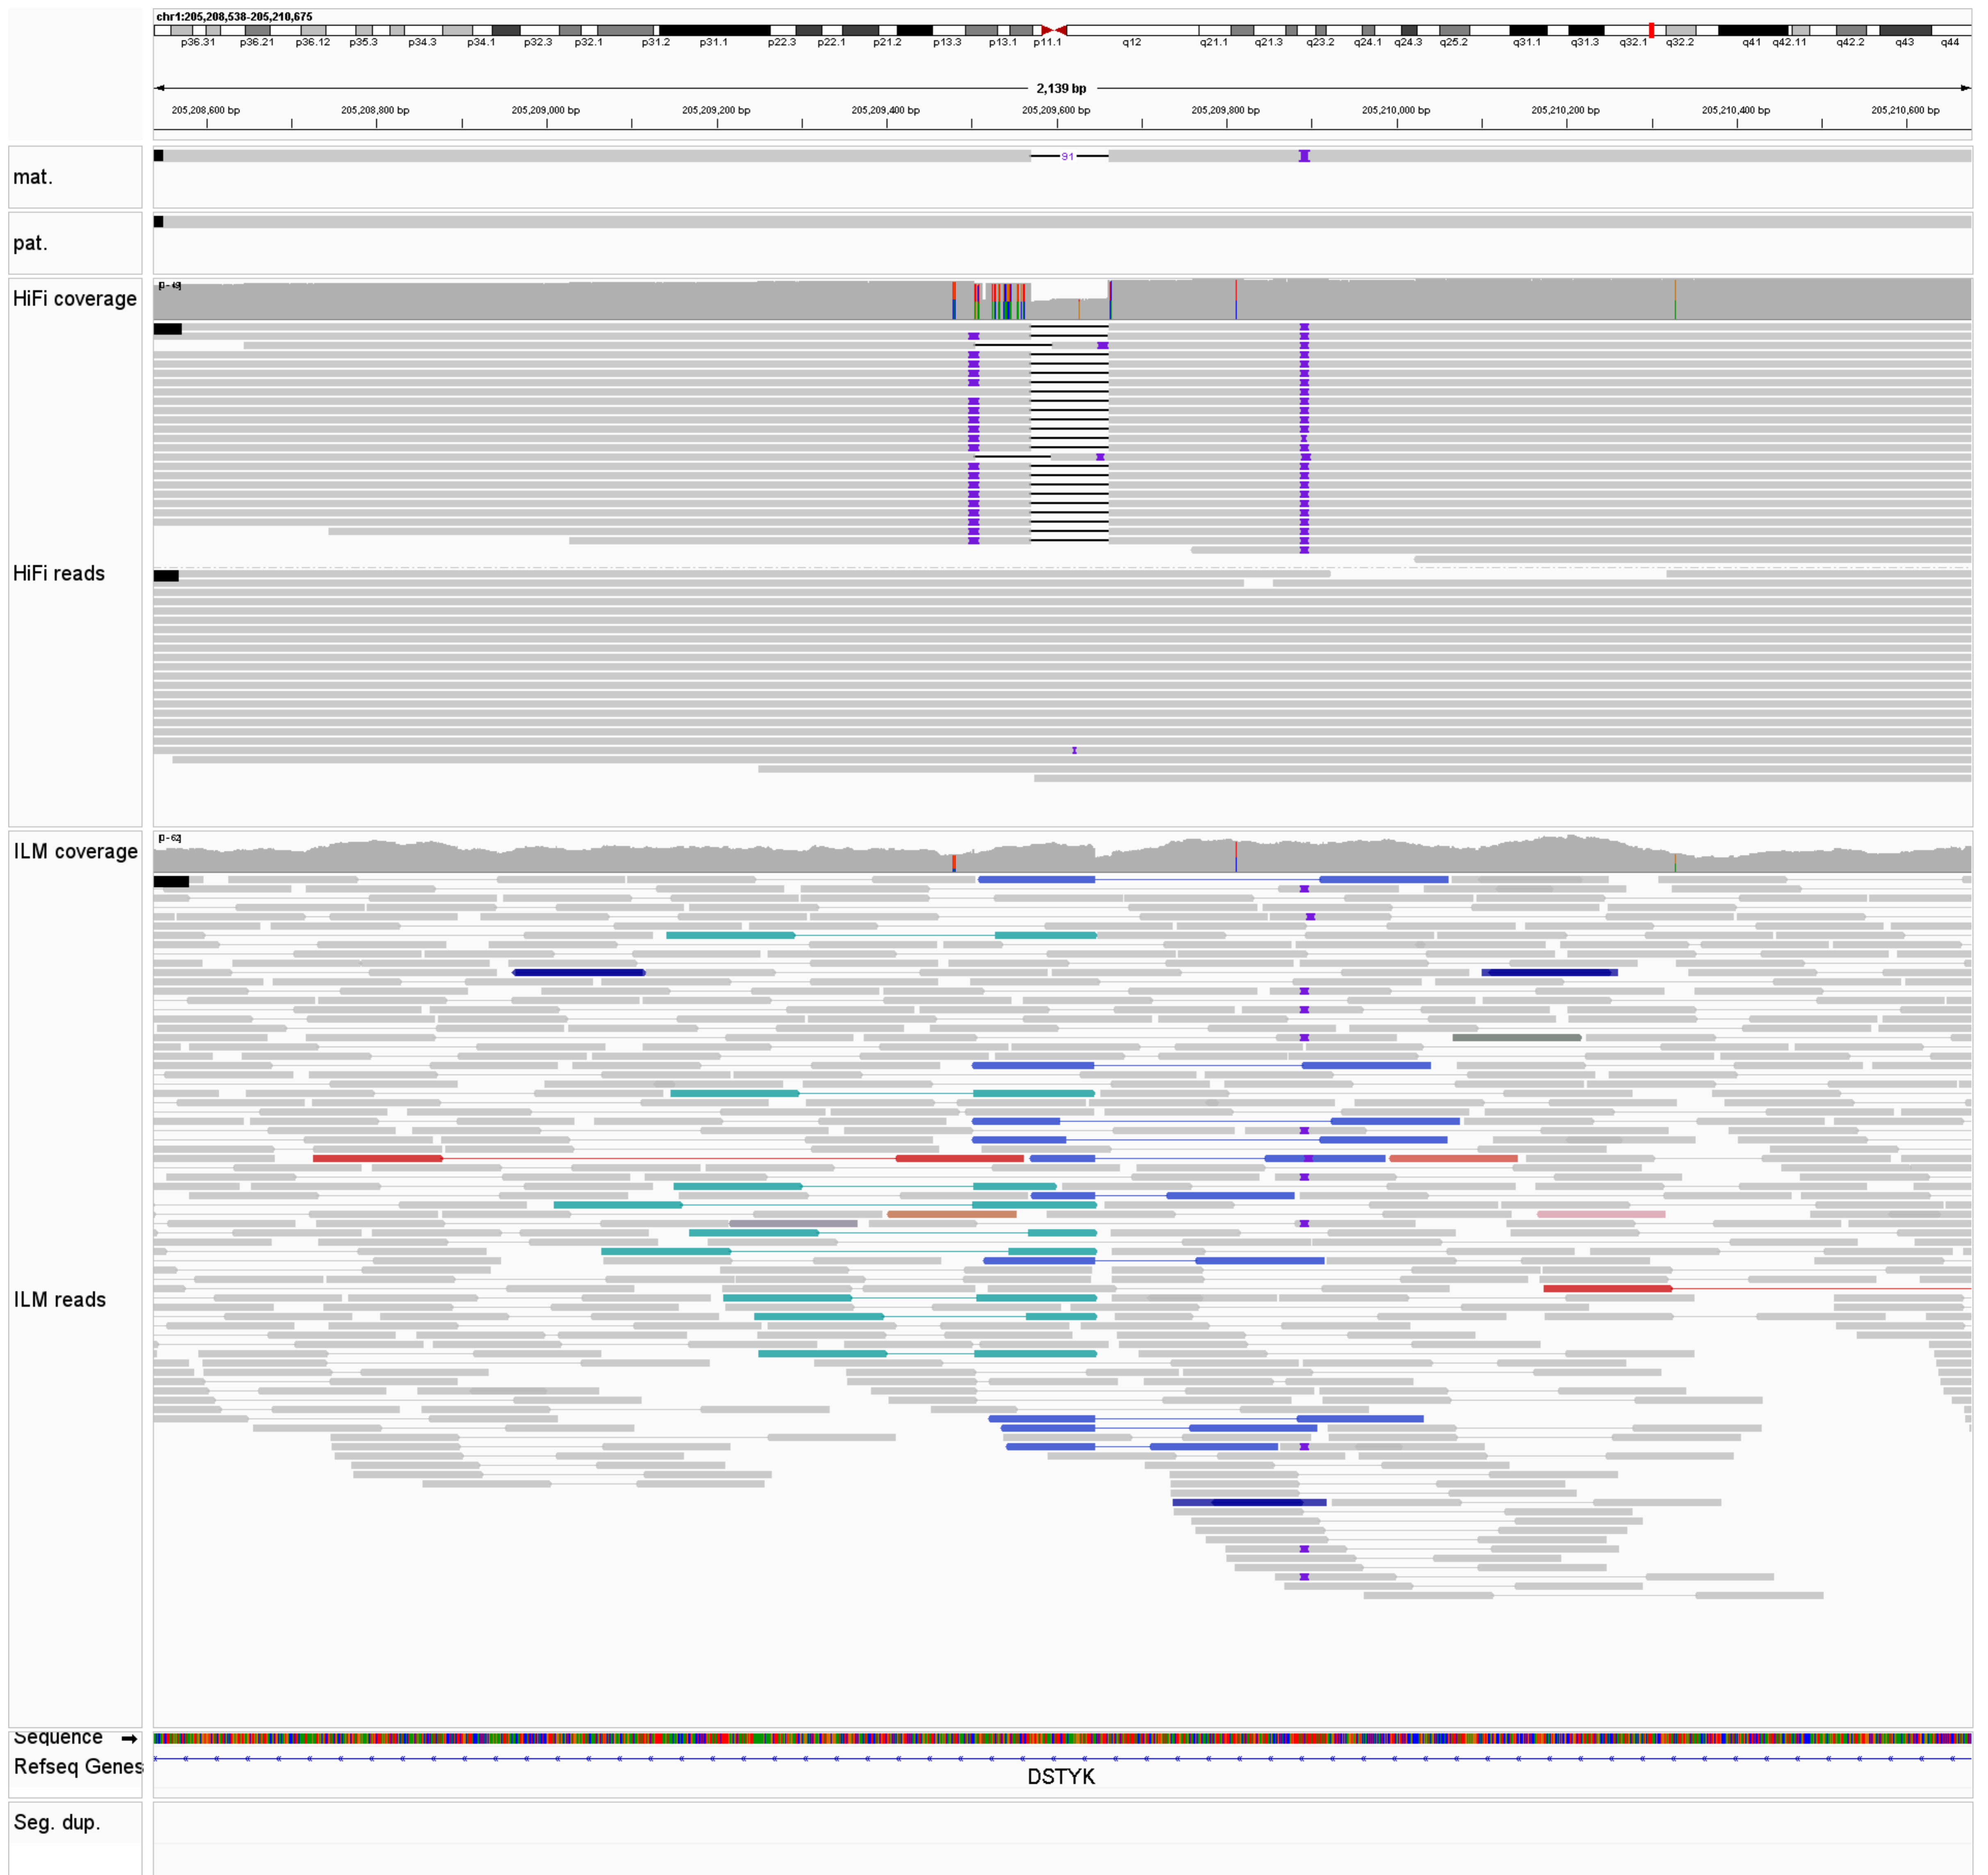 chr1:205,208,538-205,210,675
p36.31 p36.21 p36.12 p35.3 p34.3 p34.1 p32.3 p32.1 p31.2 p31.1 p22.3 p22.1 p21.2 p13.3 p13.1 p11.1 q12 q21.1 q21.3 q23.2 q24.1 q24.3 q25.2 q31.1 q31.3 q32.1 q32.2 q41 q42.11 q42.2 q43 q44
2,139 bp
205,208,600 bp 205,208,800 bp 205,209,000 bp 205,209,200 bp 205,209,400 bp 205,209,600 bp 205,209,800 bp 205,210,000 bp 205,210,200 bp 205,210,400 bp 205,210,600 bp
91
mat.
pat.
HiFi coverage
HiFi reads
[0 - 62]
ILM coverage
ILM reads
Sequence
Refseq Genes
DSTYK
Seg. dup.